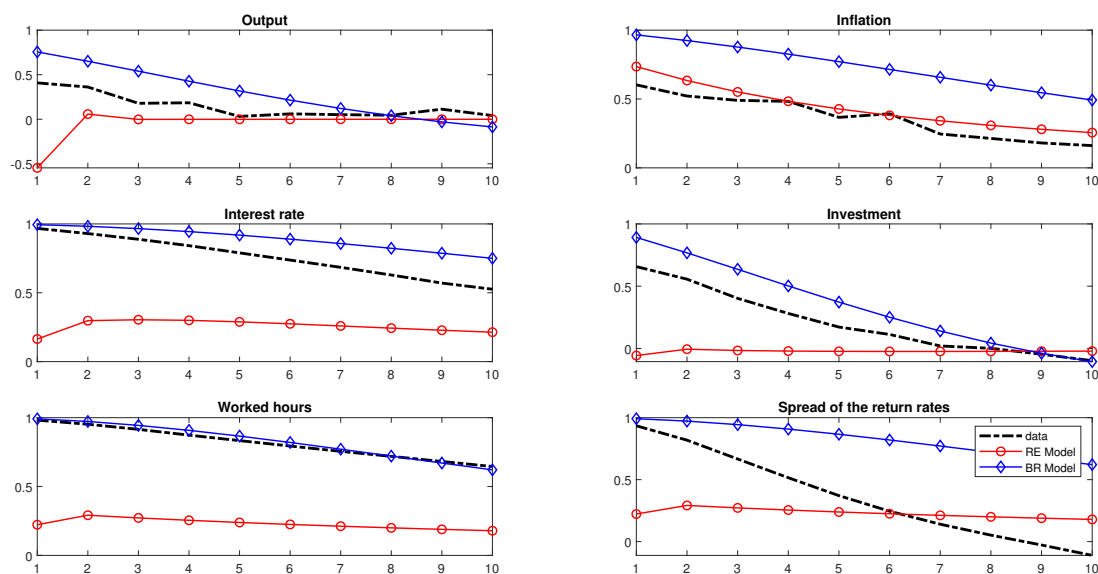 Output
1
0.5
0
-0.5
1 2 3 4 5 6 7 8 9 10
Inflation
1
0.5
0
1 2 3 4 5 6 7 8 9 10
Interest rate
1
0.5
0
1 2 3 4 5 6 7 8 9 10
Investment
1
0.5
0
1 2 3 4 5 6 7 8 9 10
Worked hours
1
0.5
0
1 2 3 4 5 6 7 8 9 10
Spread of the return rates
1
0.5
0
1 2 3 4 5 6 7 8 9 10
data
RE Model
BR Model